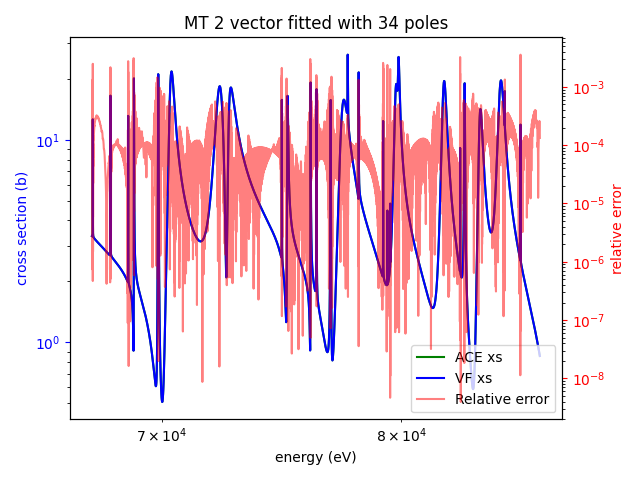 MT 2 vector fitted with 34 poles
cross section (b)
10¹
10⁰
10⁻³
10⁻⁴
10⁻⁵
10⁻⁶
10⁻⁷
10⁻⁸
relative error
ACE xs
VF xs
Relative error
7 × 10⁴
8 × 10⁴
energy (eV)